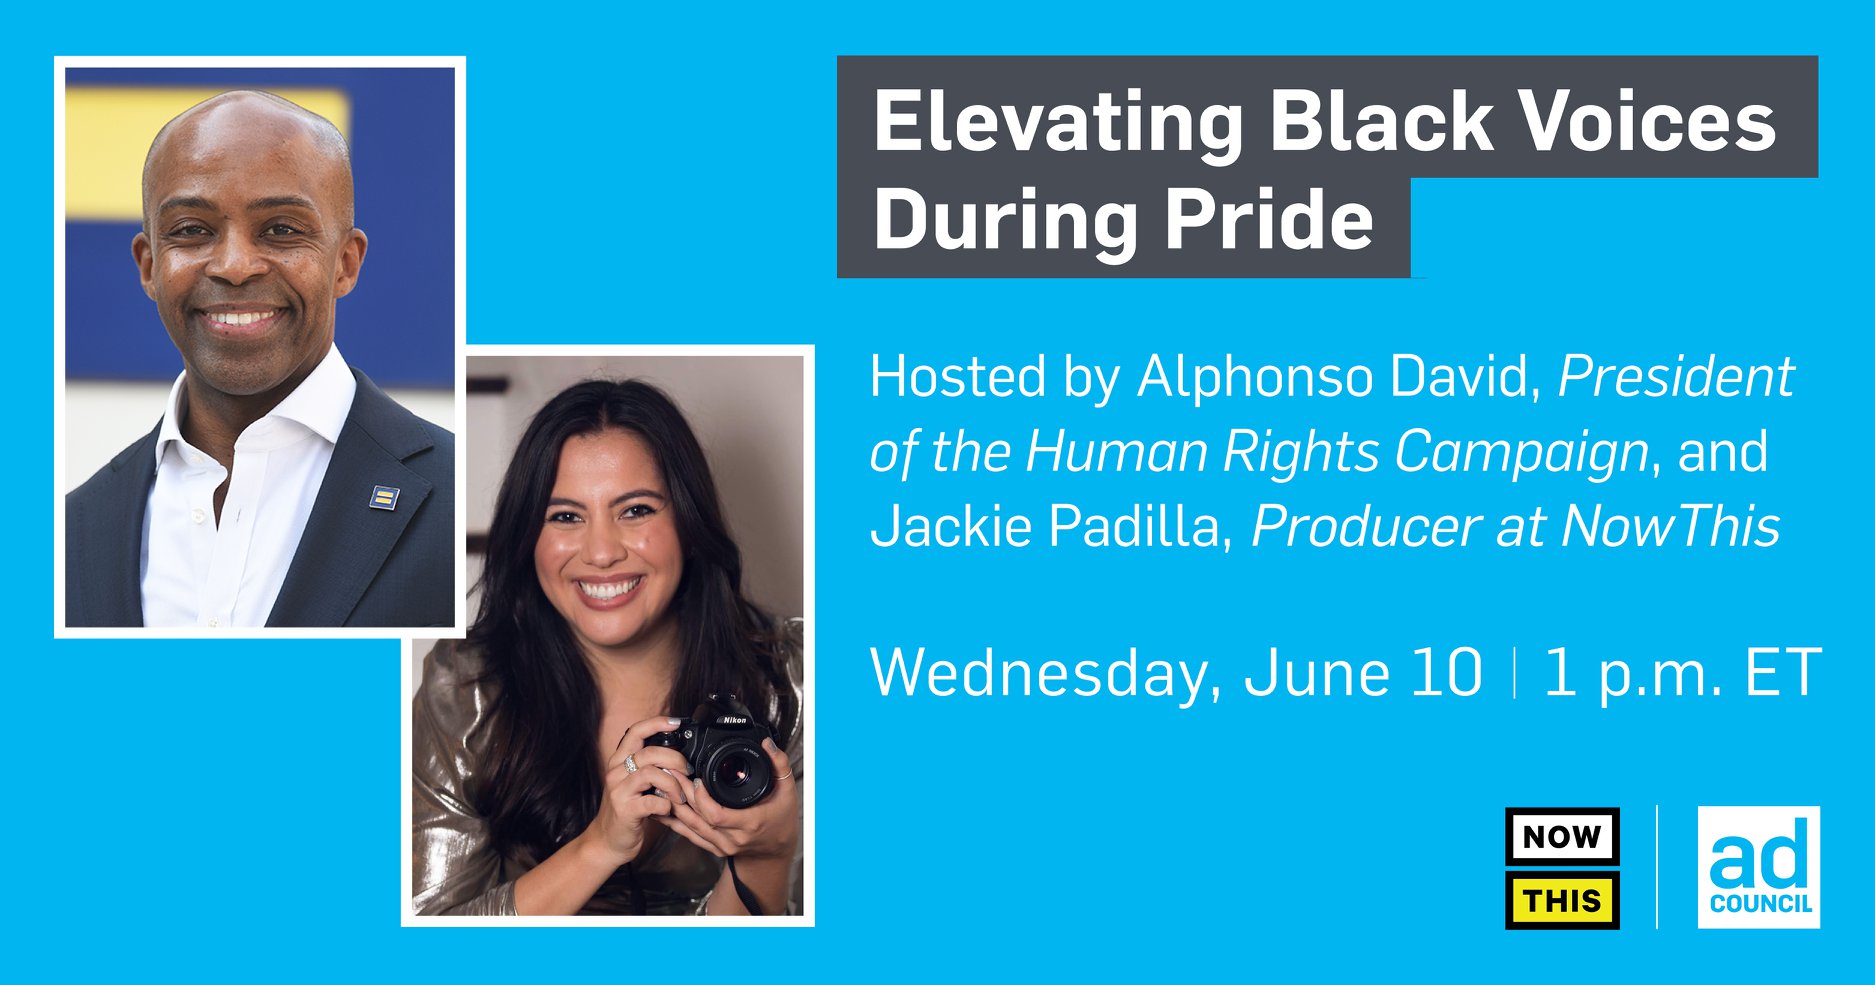 Elevating Black Voices
During Pride
Hosted by Alphonso David, President
of the Human Rights Campaign, and
Jackie Padilla, Producer at NowThis
Wednesday, June 10 | 1 p.m. ET
Nikon
NOW
THIS
ad
COUNCIL